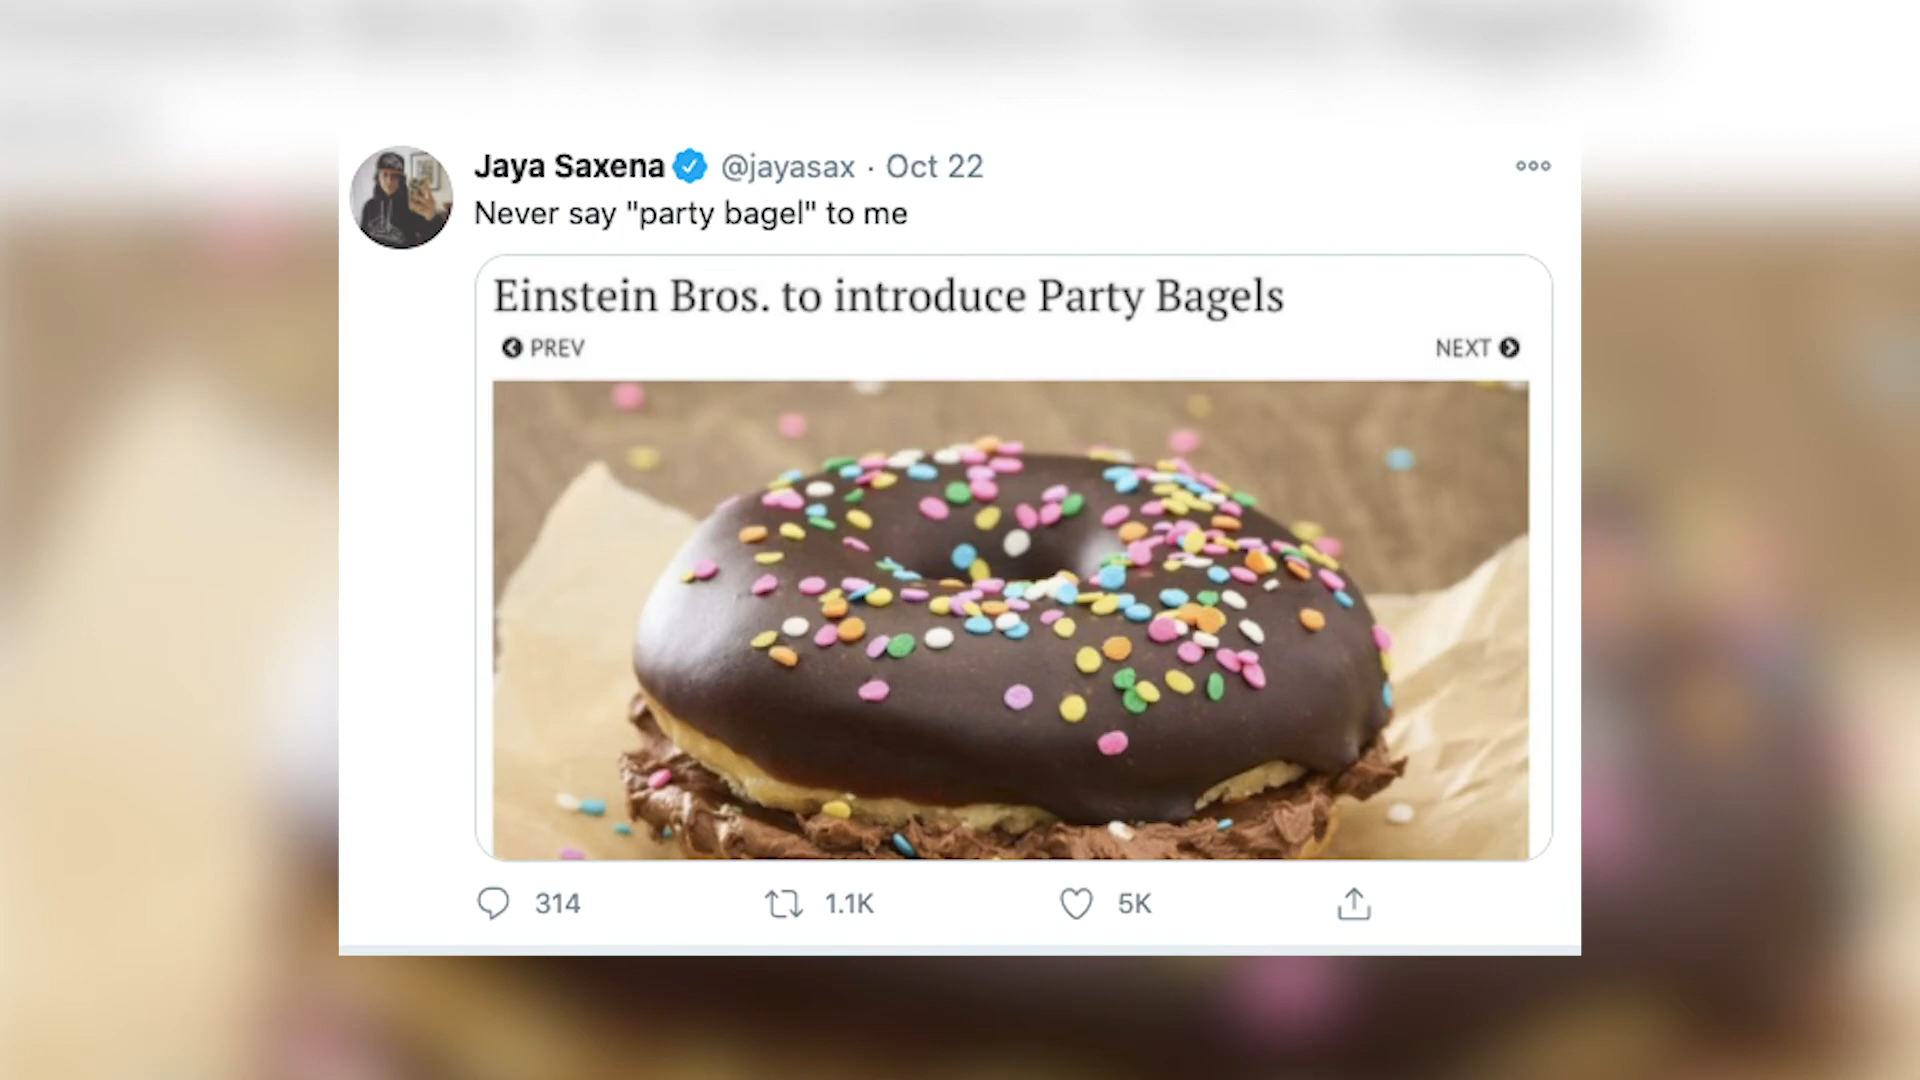 Jaya Saxena @jayasax · Oct 22
Never say "party bagel" to me
Einstein Bros. to introduce Party Bagels
PREV NEXT
314 1.1K 5K